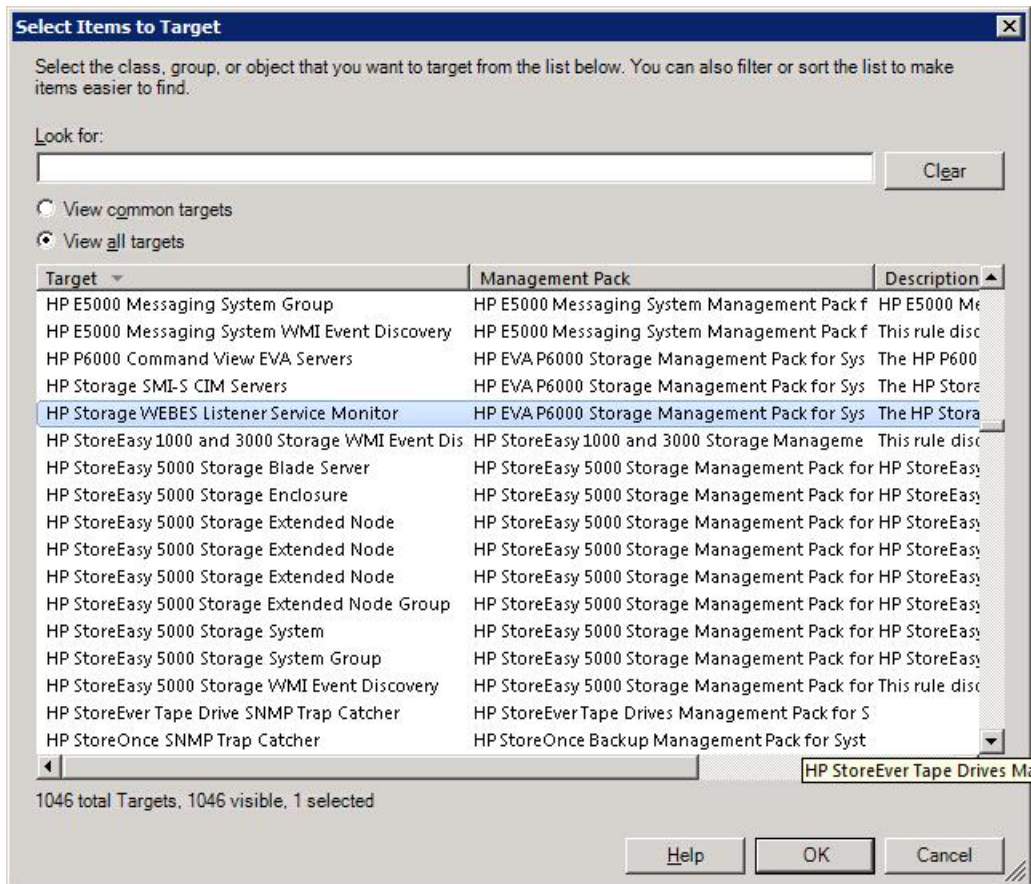 Select Items to Target
Select the class, group, or object that you want to target from the list below. You can also filter or sort the list to make
items easier to find.
Look for:
Clear
View common targets
View all targets
Target Management Pack Description
HP E5000 Messaging System Group HP E5000 Messaging System Management Pack f HP E5000 Me
HP E5000 Messaging System WMI Event Discovery HP E5000 Messaging System Management Pack f This rule disc
HP P6000 Command View EVA Servers HP EVA P6000 Storage Management Pack for Sys The HP P600
HP Storage SMI-S CIM Servers HP EVA P6000 Storage Management Pack for Sys The HP Stora
HP Storage WEBES Listener Service Monitor HP EVA P6000 Storage Management Pack for Sys The HP Stora
HP StoreEasy 1000 and 3000 Storage WMI Event Dis HP StoreEasy 1000 and 3000 Storage Manageme This rule disc
HP StoreEasy 5000 Storage Blade Server HP StoreEasy 5000 Storage Management Pack for HP StoreEasy
HP StoreEasy 5000 Storage Enclosure HP StoreEasy 5000 Storage Management Pack for HP StoreEasy
HP StoreEasy 5000 Storage Extended Node HP StoreEasy 5000 Storage Management Pack for HP StoreEasy
HP StoreEasy 5000 Storage Extended Node HP StoreEasy 5000 Storage Management Pack for HP StoreEasy
HP StoreEasy 5000 Storage Extended Node HP StoreEasy 5000 Storage Management Pack for HP StoreEasy
HP StoreEasy 5000 Storage Extended Node Group HP StoreEasy 5000 Storage Management Pack for HP StoreEasy
HP StoreEasy 5000 Storage System HP StoreEasy 5000 Storage Management Pack for HP StoreEasy
HP StoreEasy 5000 Storage System Group HP StoreEasy 5000 Storage Management Pack for HP StoreEasy
HP StoreEasy 5000 Storage WMI Event Discovery HP StoreEasy 5000 Storage Management Pack for This rule disc
HP StoreEver Tape Drive SNMP Trap Catcher HP StoreEver Tape Drives Management Pack for S
HP StoreOnce SNMP Trap Catcher HP StoreOnce Backup Management Pack for Syst
HP StoreEver Tape Drives Ma
1046 total Targets, 1046 visible, 1 selected
Help OK Cancel